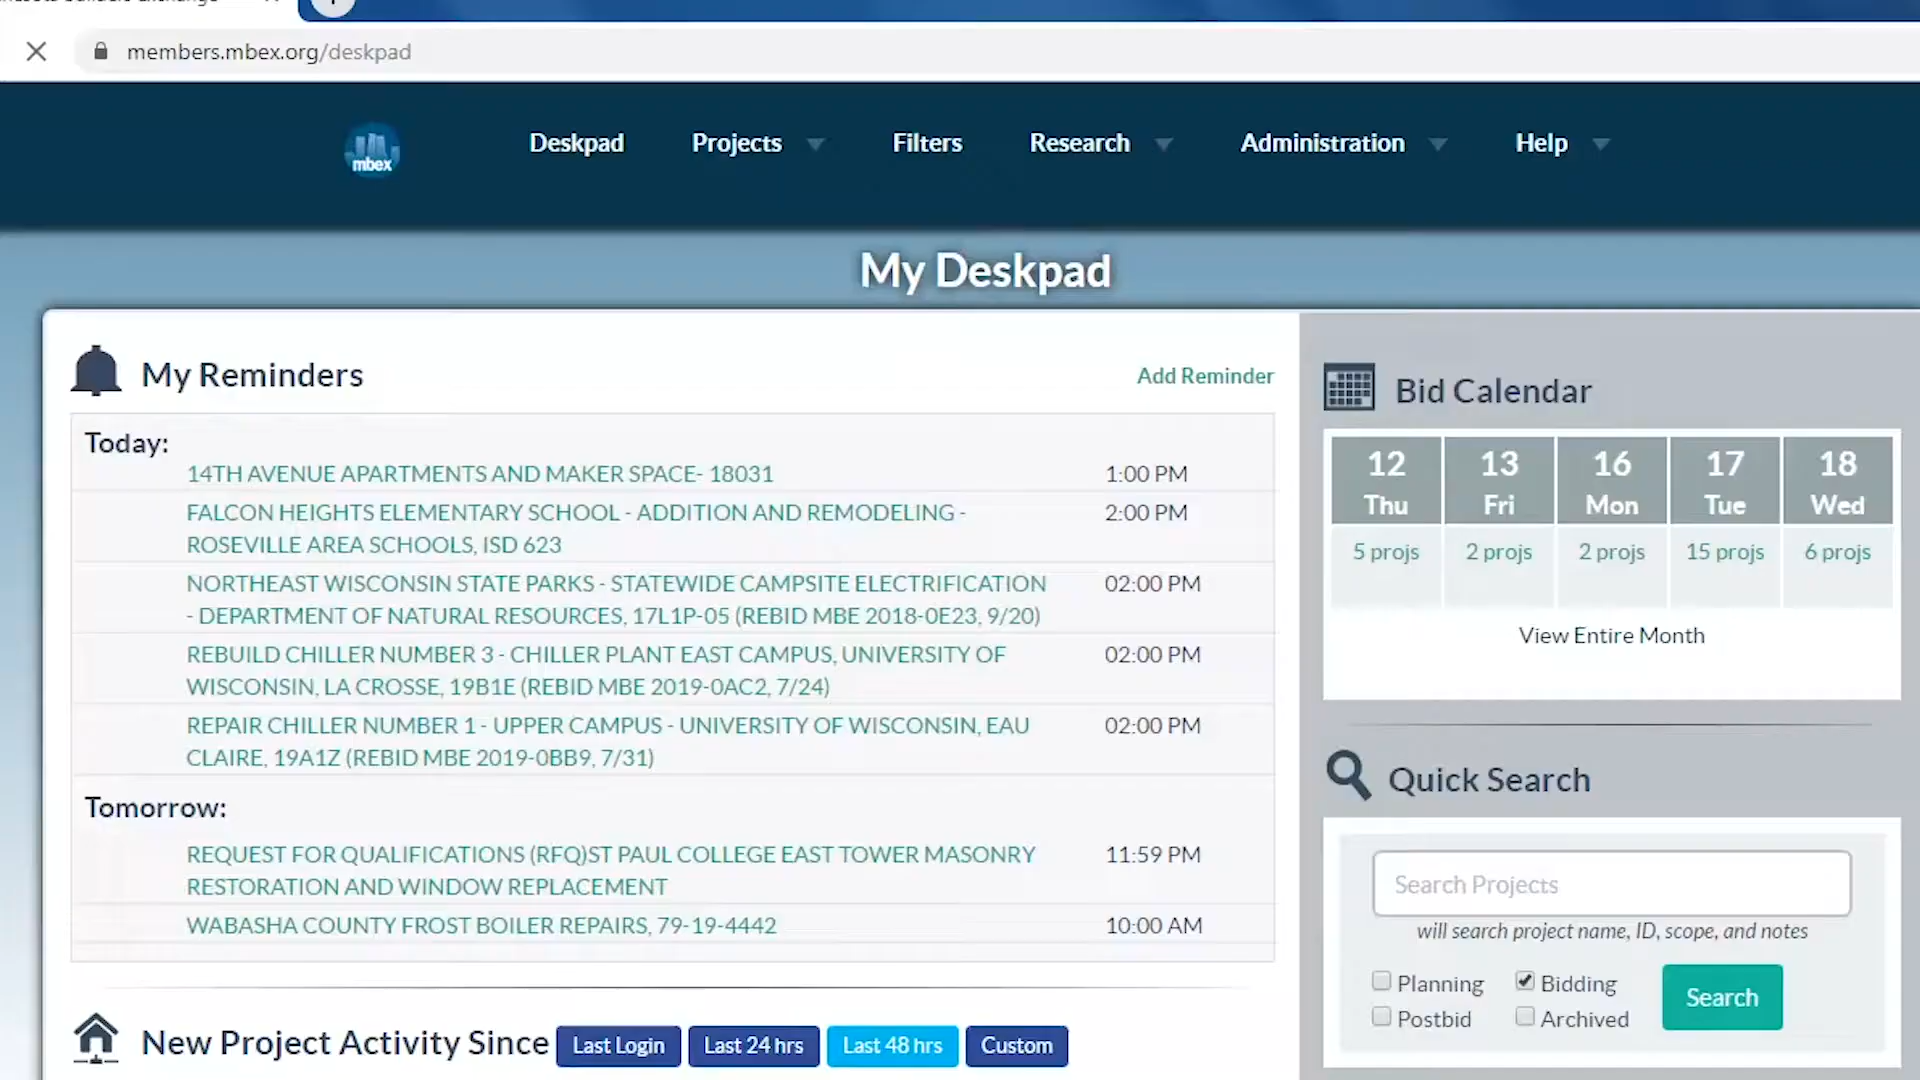 members.mbex.org/deskpad
mbex
Deskpad
Projects
Filters
Research
Administration
Help
My Deskpad
My Reminders
Add Reminder
Today:
14TH AVENUE APARTMENTS AND MAKER SPACE- 18031 1:00 PM
FALCON HEIGHTS ELEMENTARY SCHOOL - ADDITION AND REMODELING - 2:00 PM
ROSEVILLE AREA SCHOOLS, ISD 623
NORTHEAST WISCONSIN STATE PARKS - STATEWIDE CAMPSITE ELECTRIFICATION 02:00 PM
- DEPARTMENT OF NATURAL RESOURCES, 17L1P-05 (REBID MBE 2018-0E23, 9/20)
REBUILD CHILLER NUMBER 3 - CHILLER PLANT EAST CAMPUS, UNIVERSITY OF 02:00 PM
WISCONSIN, LA CROSSE, 19B1E (REBID MBE 2019-0AC2, 7/24)
REPAIR CHILLER NUMBER 1 - UPPER CAMPUS - UNIVERSITY OF WISCONSIN, EAU 02:00 PM
CLAIRE, 19A1Z (REBID MBE 2019-0BB9, 7/31)
Tomorrow:
REQUEST FOR QUALIFICATIONS (RFQ)ST PAUL COLLEGE EAST TOWER MASONRY 11:59 PM
RESTORATION AND WINDOW REPLACEMENT
WABASHA COUNTY FROST BOILER REPAIRS, 79-19-4442 10:00 AM
New Project Activity Since Last Login Last 24 hrs Last 48 hrs Custom
Bid Calendar
12 13 16 17 18
Thu Fri Mon Tue Wed
5 projs 2 projs 2 projs 15 projs 6 projs
View Entire Month
Quick Search
Search Projects
will search project name, ID, scope, and notes
Planning Bidding
Postbid Archived
Search